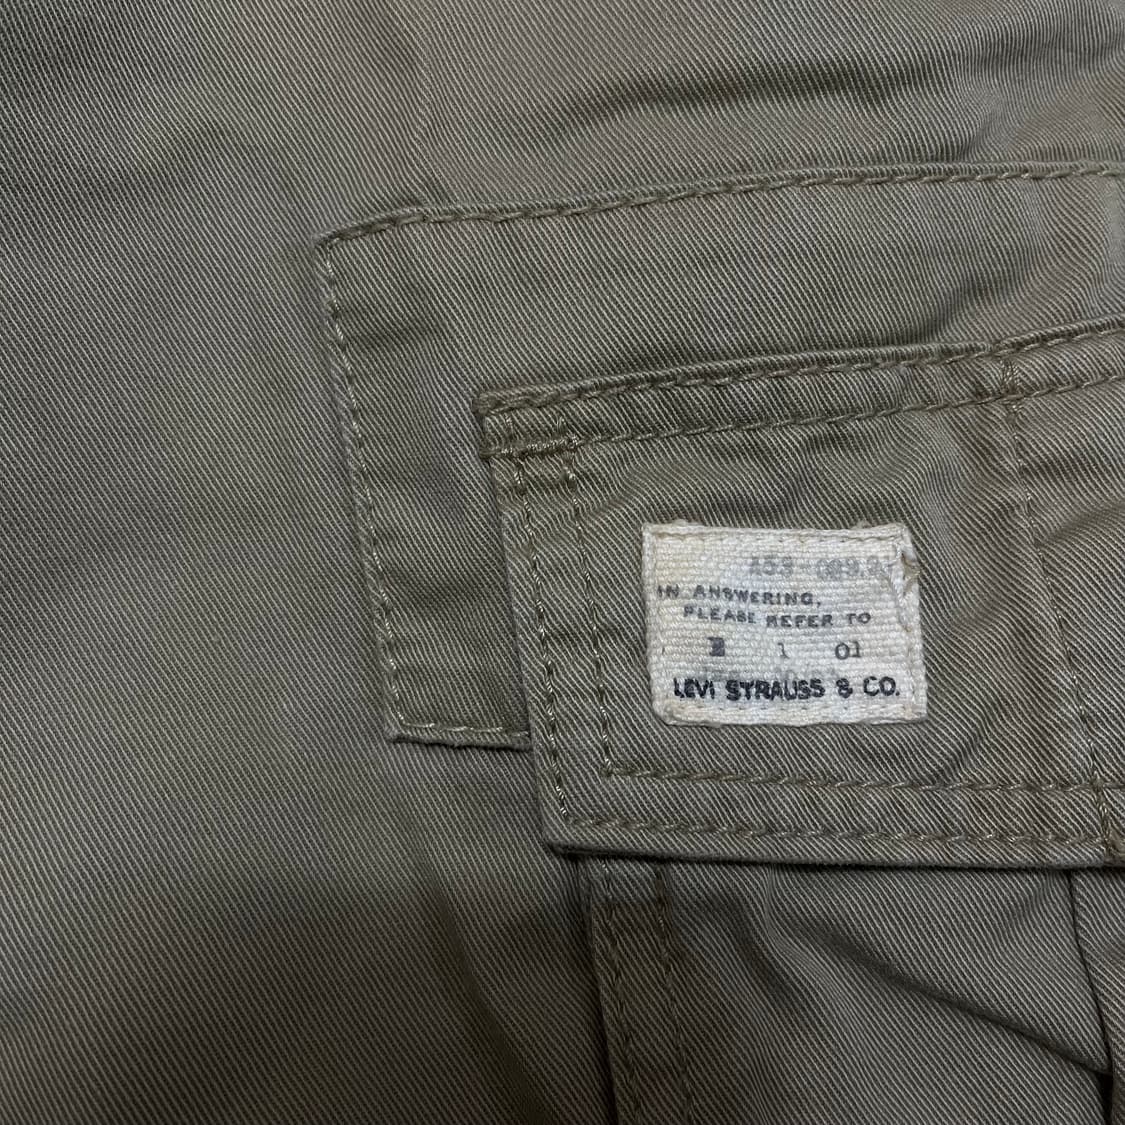 IN ANSWERING,
PLEASE REFER TO
1 01
LEVI STRAUSS & CO.